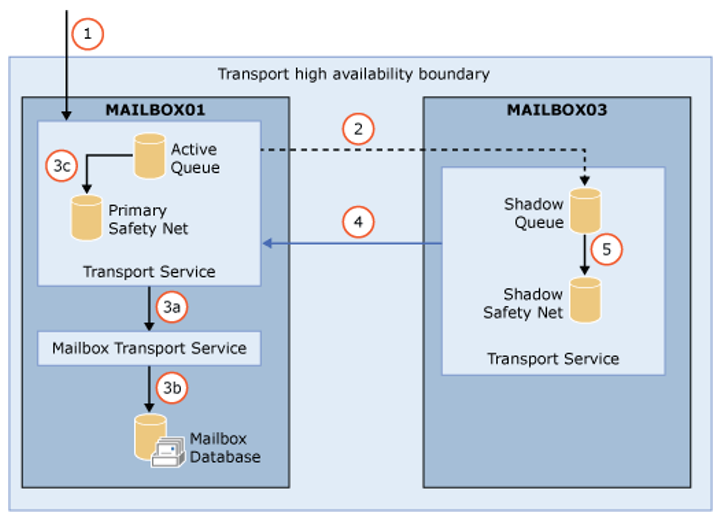 1
Transport high availability boundary
MAILBOX01
MAILBOX03
2
Active
Queue
3c
Primary
Safety Net
Shadow
Queue
4
5
Transport Service
Shadow
Safety Net
3a
Mailbox Transport Service
Transport Service
3b
Mailbox
Database